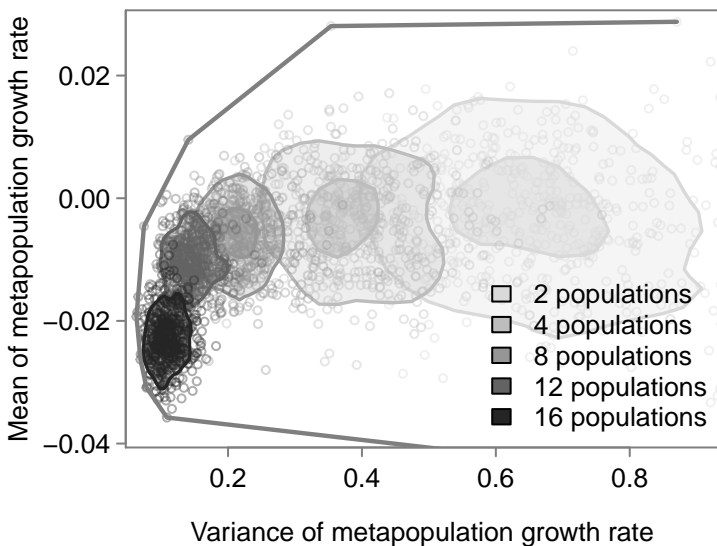 Mean of metapopulation growth rate
0.02
0.00
−0.02
−0.04
2 populations
4 populations
8 populations
12 populations
16 populations
0.2 0.4 0.6 0.8
Variance of metapopulation growth rate